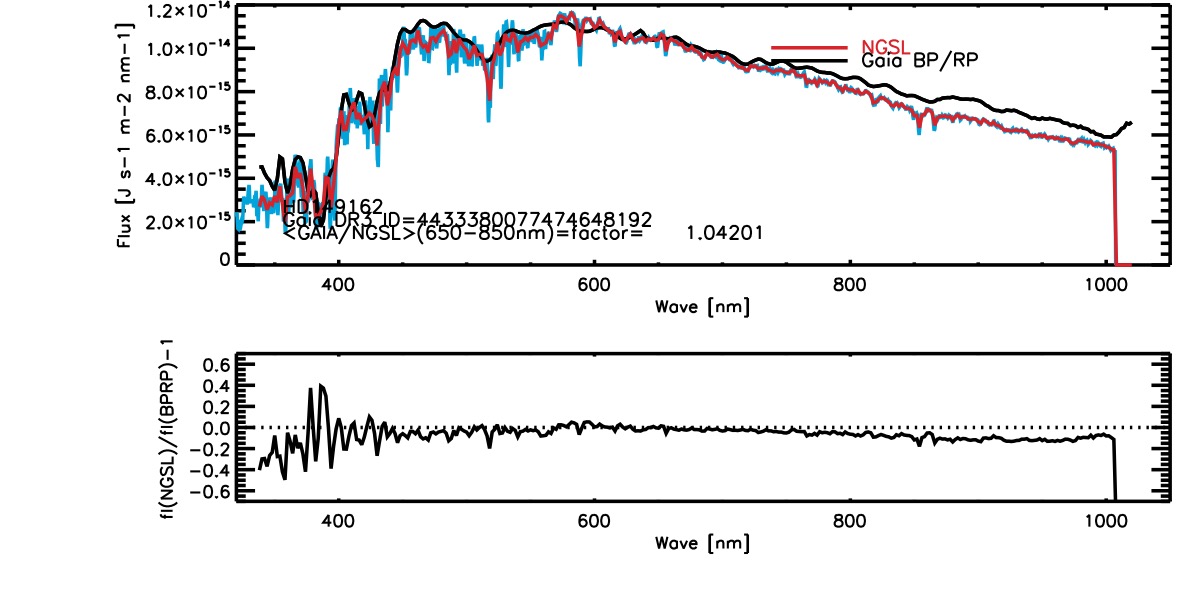 1.2×10−14
1.0×10−14
8.0×10−15
6.0×10−15
4.0×10−15
2.0×10−15
0
Flux [J s−1 m−2 nm−1]
NGSL
Gaia BP/RP
HD149162
Gaia DR3 ID=4433380077474648192
<GAIA/NGSL>(650−850nm)=factor= 1.04201
400 600 800 1000
Wave [nm]
fl(NGSL)/fl(BPRP)−1
0.6
0.4
0.2
0.0
−0.2
−0.4
−0.6
400 600 800 1000
Wave [nm]